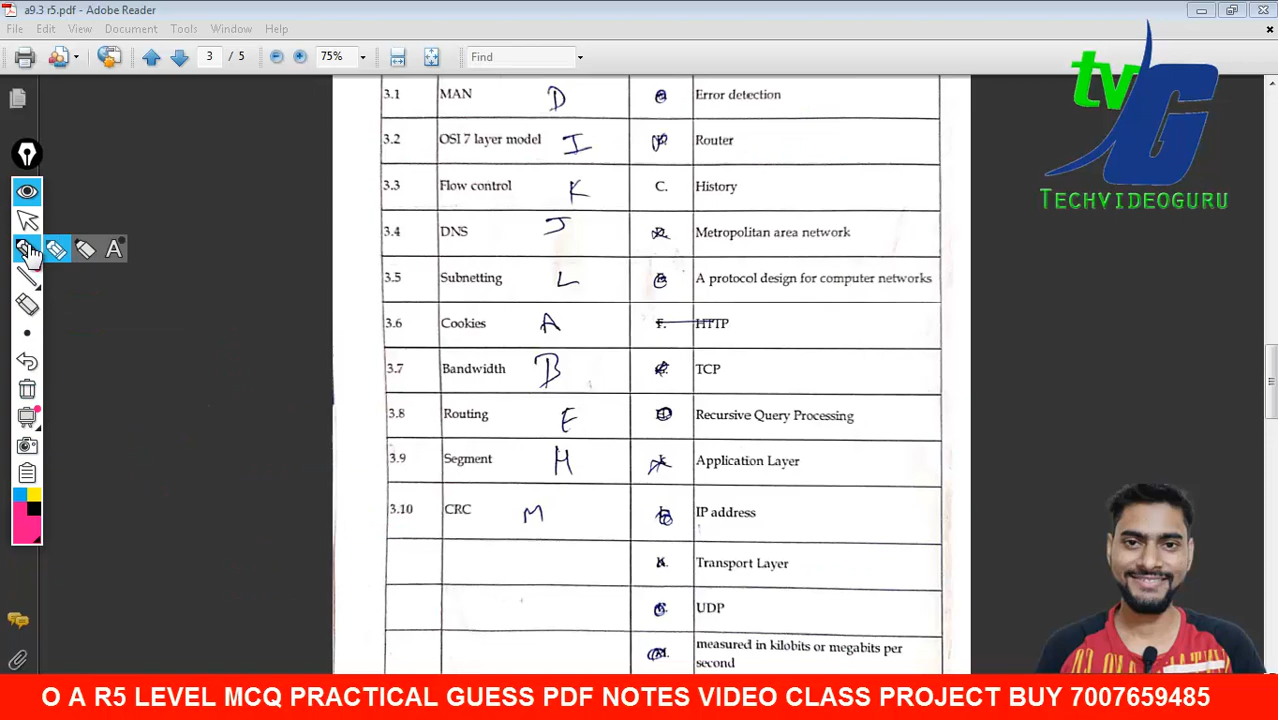 a9.3 r5.pdf - Adobe Reader
File Edit View Document Tools Window Help
3 / 5 75% Find
3.1 MAN D Error detection
3.2 OSI 7 layer model I Router
3.3 Flow control K C. History
3.4 DNS J Metropolitan area network
3.5 Subnetting L A protocol design for computer networks
3.6 Cookies A F. HTTP
3.7 Bandwidth B TCP
3.8 Routing E Recursive Query Processing
3.9 Segment H Application Layer
3.10 CRC M IP address
K. Transport Layer
UDP
measured in kilobits or megabits per
second
A
tvG
TECHVIDEOGURU
O A R5 LEVEL MCQ PRACTICAL GUESS PDF NOTES VIDEO CLASS PROJECT BUY 7007659485